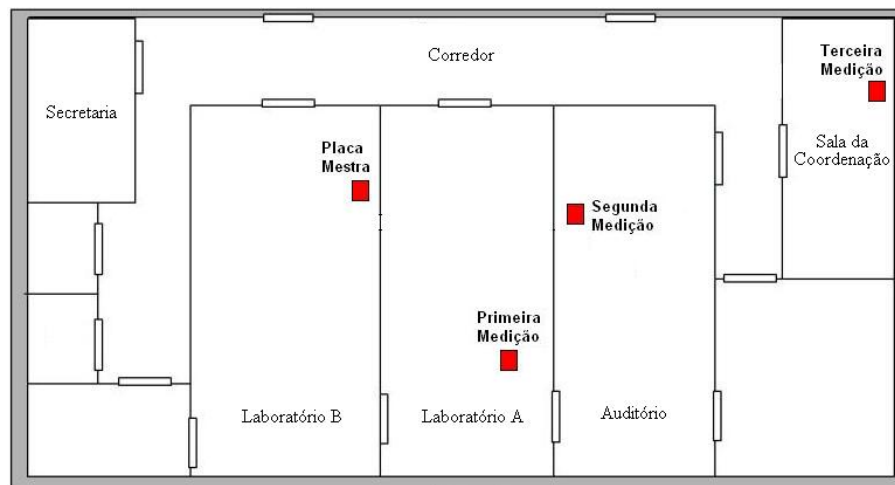 Corredor
Terceira
Medição
Secretaria
Placa
Mestra
Sala da
Coordenação
Segunda
Medição
Primeira
Medição
Laboratório B
Laboratório A
Auditório